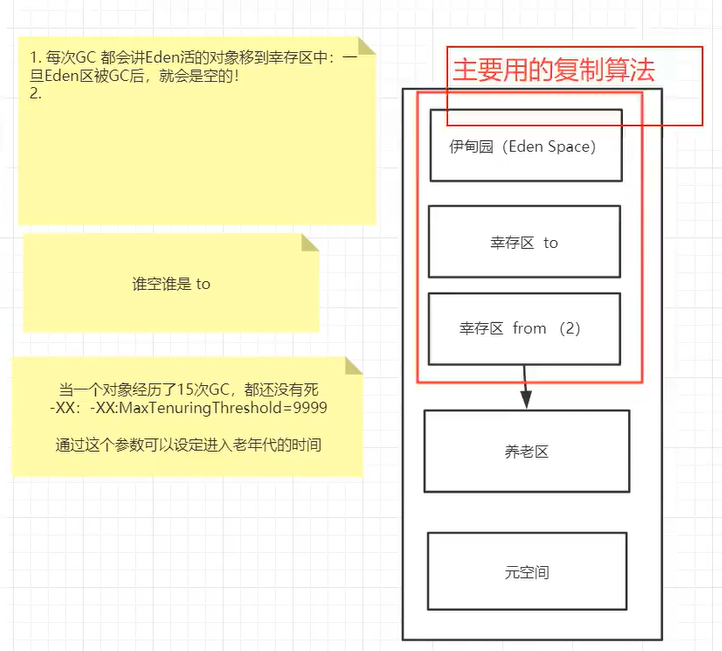 1. 每次GC 都会讲Eden活的对象移到幸存区中：一
旦Eden区被GC后，就会是空的！
2.
谁空谁是 to
当一个对象经历了15次GC，都还没有死
-XX：-XX:MaxTenuringThreshold=9999
通过这个参数可以设定进入老年代的时间
主要用的复制算法
伊甸园（Eden Space）
幸存区 to
幸存区 from （2）
养老区
元空间